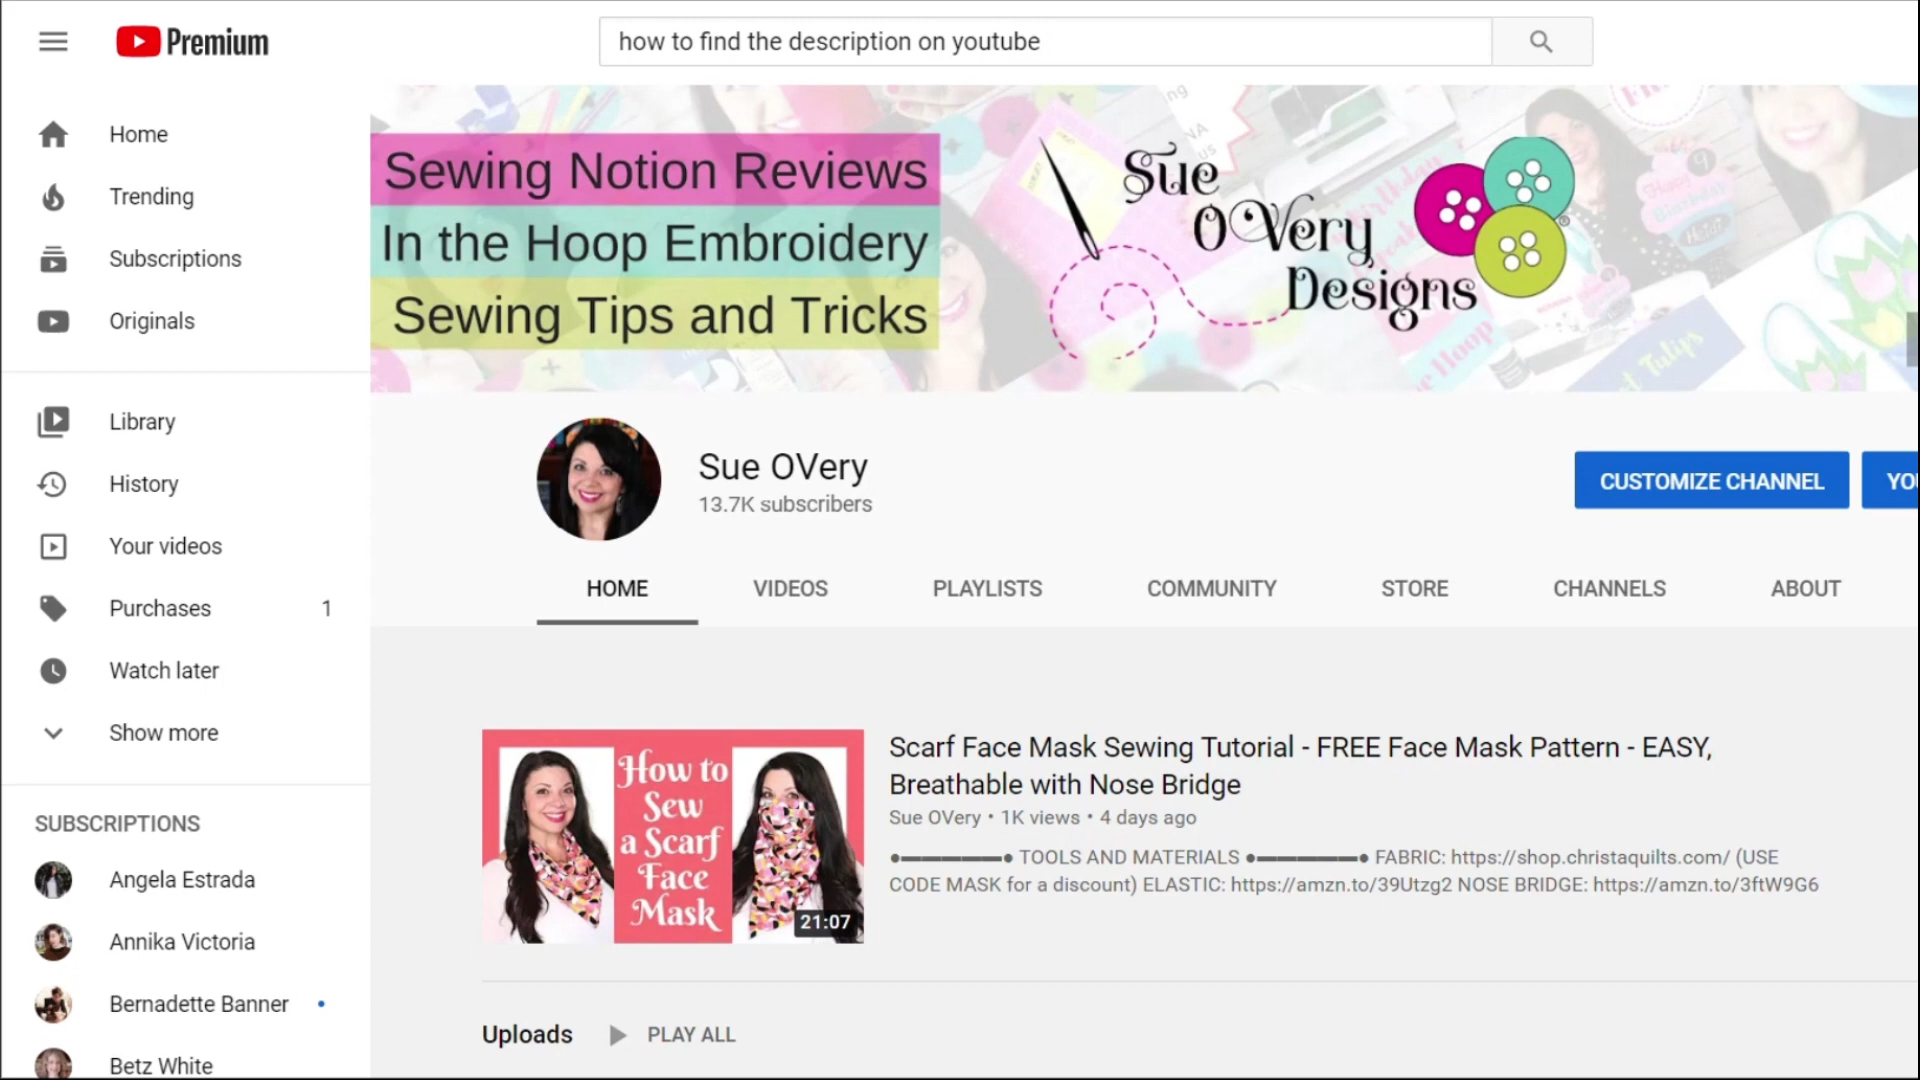 Premium
how to find the description on youtube
Home
Trending
Subscriptions
Originals
Library
History
Your videos
Purchases 1
Watch later
Show more
SUBSCRIPTIONS
Angela Estrada
Annika Victoria
Bernadette Banner
Betz White
Sewing Notion Reviews
In the Hoop Embroidery
Sewing Tips and Tricks
Sue
OVery
Designs
®
Sue OVery
13.7K subscribers
CUSTOMIZE CHANNEL
HOME VIDEOS PLAYLISTS COMMUNITY STORE CHANNELS ABOUT
How to
Sew
a Scarf
Face
Mask
21:07
Scarf Face Mask Sewing Tutorial - FREE Face Mask Pattern - EASY,
Breathable with Nose Bridge
Sue OVery • 1K views • 4 days ago
●▬▬▬▬▬● TOOLS AND MATERIALS ●▬▬▬▬▬● FABRIC: https://shop.christaquilts.com/ (USE
CODE MASK for a discount) ELASTIC: https://amzn.to/39Utzg2 NOSE BRIDGE: https://amzn.to/3ftW9G6
Uploads PLAY ALL